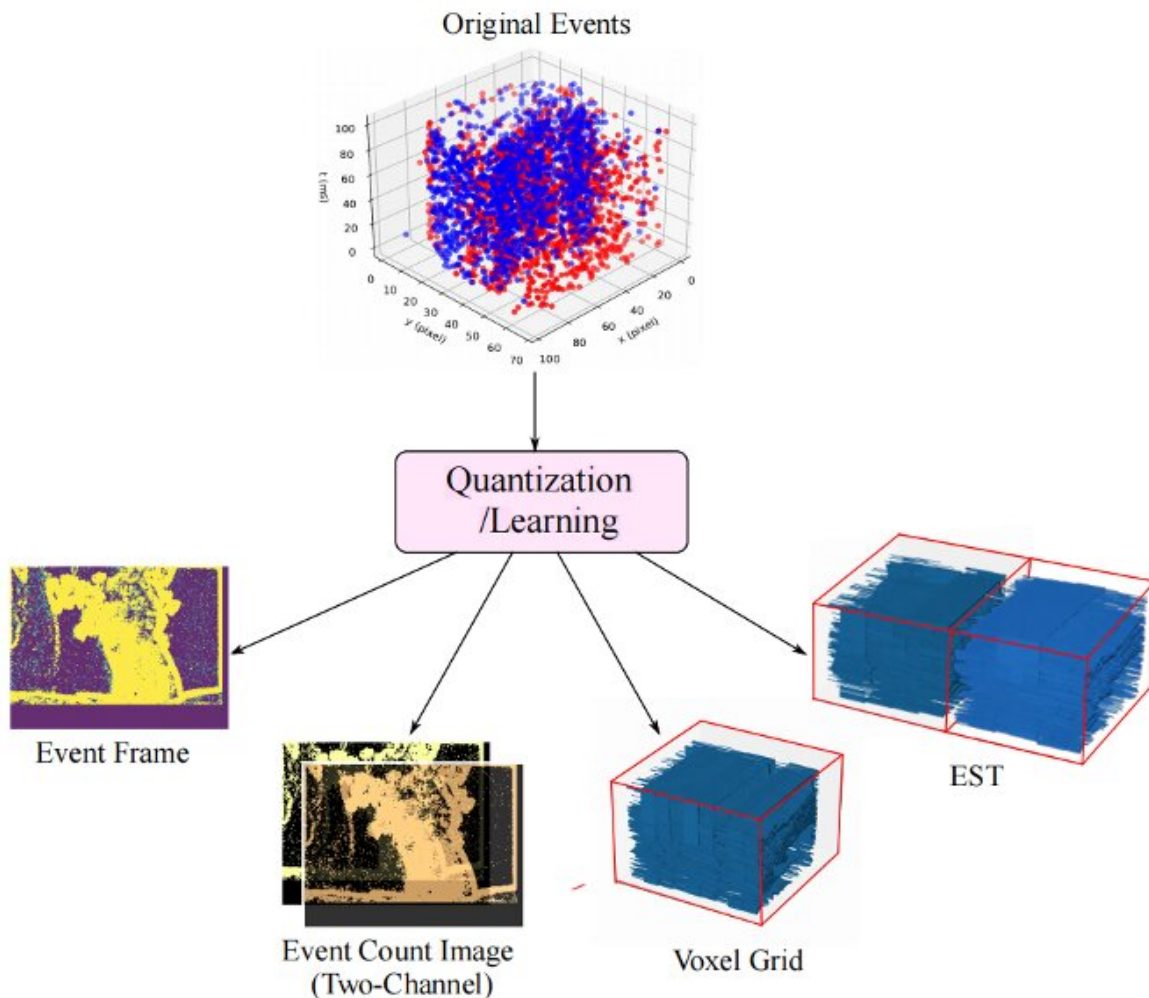 Original Events
100
80
60
40
20
0
t (ms)
0
10
20
30
40
50
60
70
y (pixel)
100
80
60
40
20
0
x (pixel)
Quantization
/Learning
Event Frame
Event Count Image
(Two-Channel)
Voxel Grid
EST